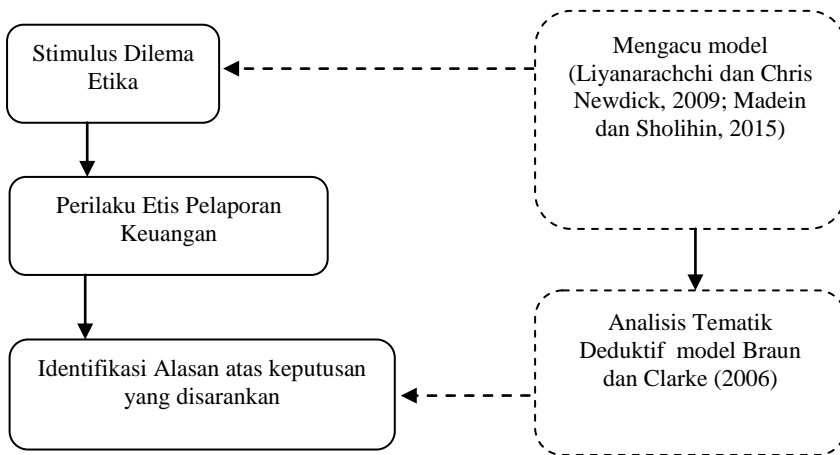 Stimulus Dilema
Etika
Mengacu model
(Liyanarachchi dan Chris
Newdick, 2009; Madein
dan Sholihin, 2015)
Perilaku Etis Pelaporan
Keuangan
Identifikasi Alasan atas keputusan
yang disarankan
Analisis Tematik
Deduktif model Braun
dan Clarke (2006)